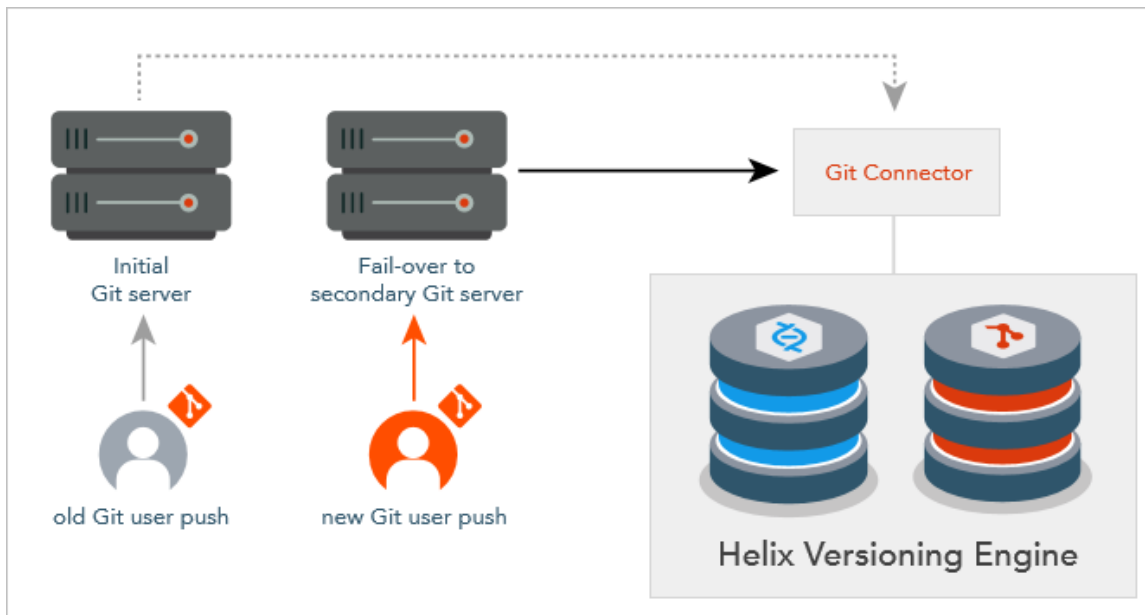 Git Connector
Initial
Git server
Fail-over to
secondary Git server
old Git user push
new Git user push
Helix Versioning Engine